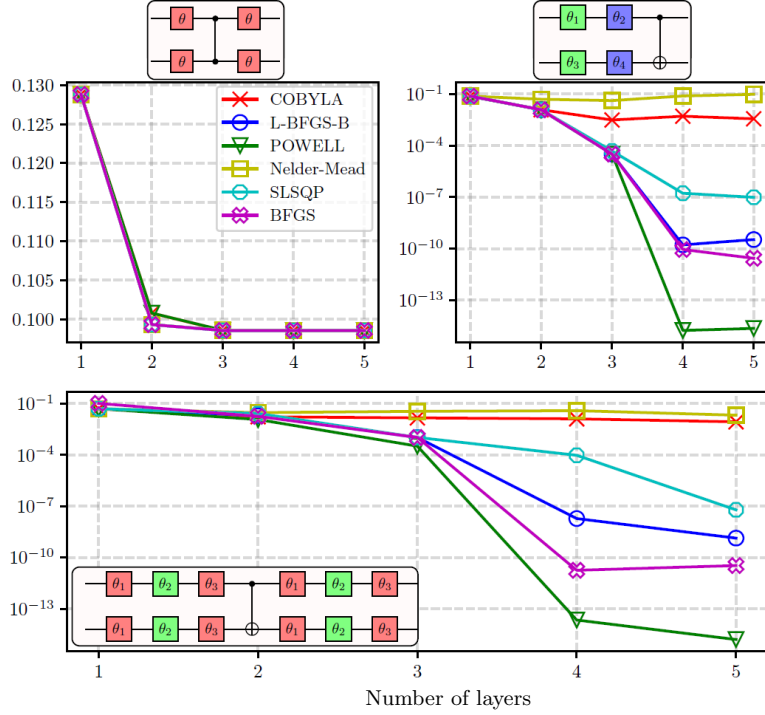 θ θ
θ θ
θ₁ θ₂
θ₃ θ₄
0.130
0.125
0.120
0.115
0.110
0.105
0.100
1 2 3 4 5
COBYLA
L-BFGS-B
POWELL
Nelder-Mead
SLSQP
BFGS
10⁻¹
10⁻⁴
10⁻⁷
10⁻¹⁰
10⁻¹³
1 2 3 4 5
10⁻¹
10⁻⁴
10⁻⁷
10⁻¹⁰
10⁻¹³
θ₁ θ₂ θ₃ θ₁ θ₂ θ₃
θ₁ θ₂ θ₃ θ₁ θ₂ θ₃
1 2 3 4 5
Number of layers